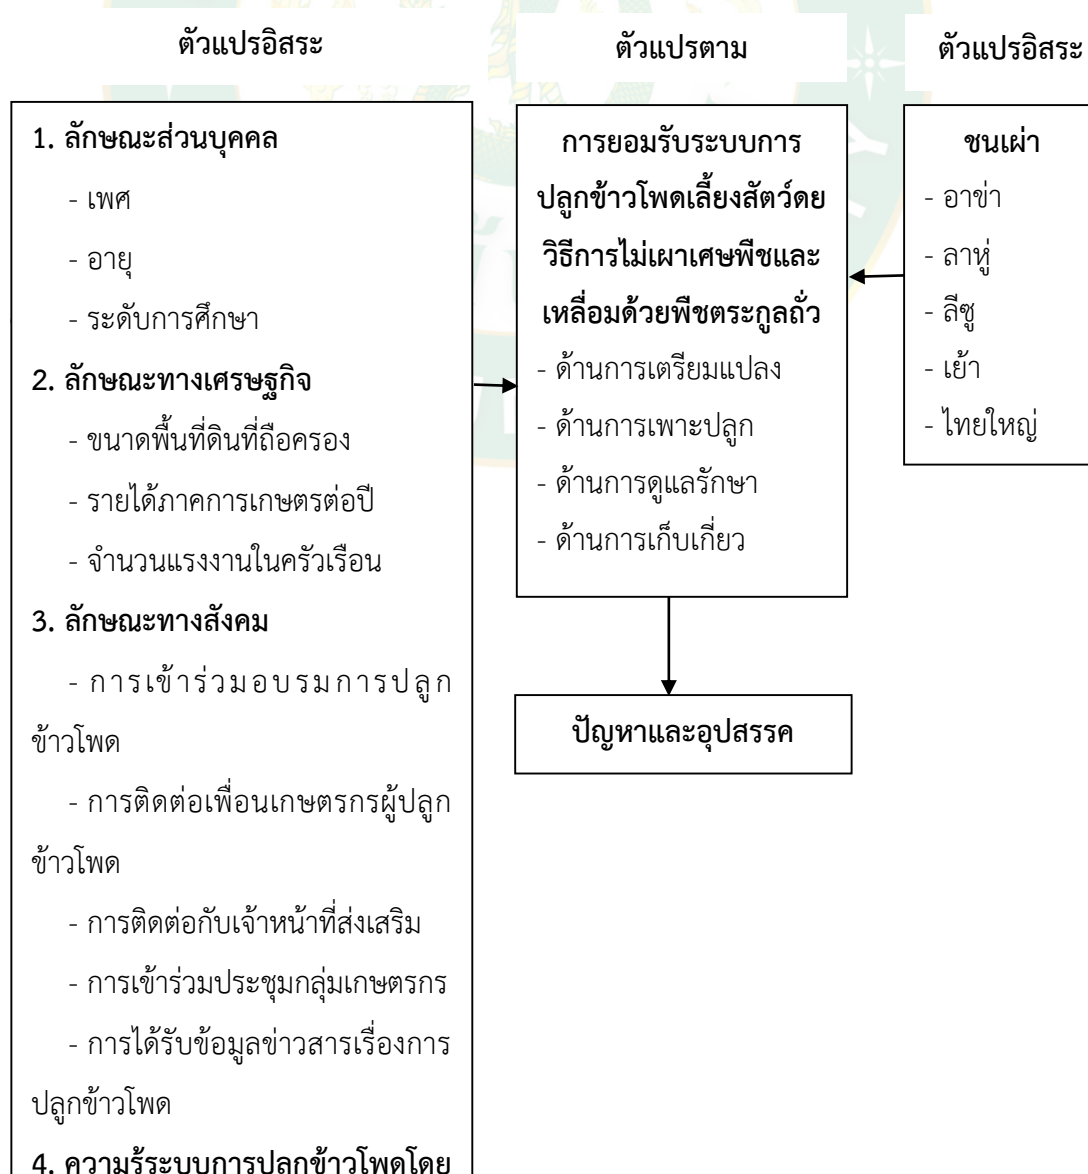 ตัวแปรอิสระ
ตัวแปรตาม
ตัวแปรอิสระ
1. ลักษณะส่วนบุคคล
- เพศ
- อายุ
- ระดับการศึกษา
2. ลักษณะทางเศรษฐกิจ
- ขนาดพื้นที่ดินที่ถือครอง
- รายได้ภาคการเกษตรต่อปี
- จำนวนแรงงานในครัวเรือน
3. ลักษณะทางสังคม
- การเข้าร่วมอบรมการปลูก
ข้าวโพด
- การติดต่อเพื่อนเกษตรกรผู้ปลูก
ข้าวโพด
- การติดต่อกับเจ้าหน้าที่ส่งเสริม
- การเข้าร่วมประชุมกลุ่มเกษตรกร
- การได้รับข้อมูลข่าวสารเรื่องการ
ปลูกข้าวโพด
4. ความรู้ระบบการปลูกข้าวโพดโดย
การยอมรับระบบการ
ปลูกข้าวโพดเลี้ยงสัตว์ดย
วิธีการไม่เผาเศษพืชและ
เหลื่อมด้วยพืชตระกูลถั่ว
- ด้านการเตรียมแปลง
- ด้านการเพาะปลูก
- ด้านการดูแลรักษา
- ด้านการเก็บเกี่ยว
ปัญหาและอุปสรรค
ชนเผ่า
- อาข่า
- ลาหู่
- ลีซู
- เย้า
- ไทยใหญ่